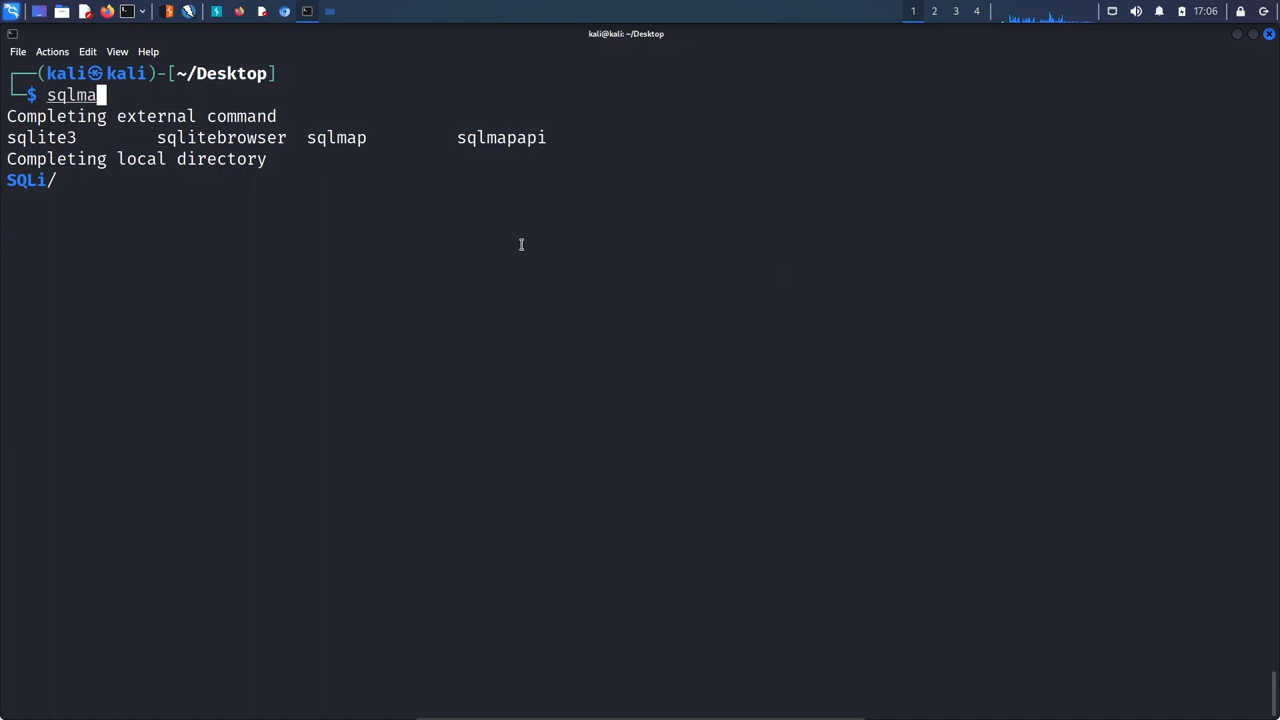 1 2 3 4 17:06
kali@kali: ~/Desktop
File Actions Edit View Help
┌──(kali㉿kali)-[~/Desktop]
└─$ sqlma
Completing external command
sqlite3 sqlitebrowser sqlmap sqlmapapi
Completing local directory
SQLi/